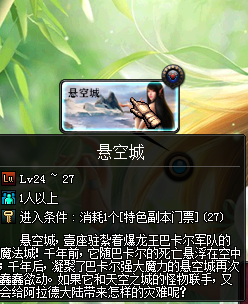 悬空城
悬空城
Lv Lv24 ~ 27
1人以上
进入条件：消耗1个[特色副本门票] (27)
悬空城，壹座驻扎着爆龙王巴卡尔军队的
魔法城！千年前，它随巴卡尔的死亡悬浮在空中
；千年后，凝聚了巴卡尔强大魔力的悬空城再次
蠢蠢欲动。如果它和天空之城的怪物联手，又
会给阿拉德大陆带来怎样的灾难呢？